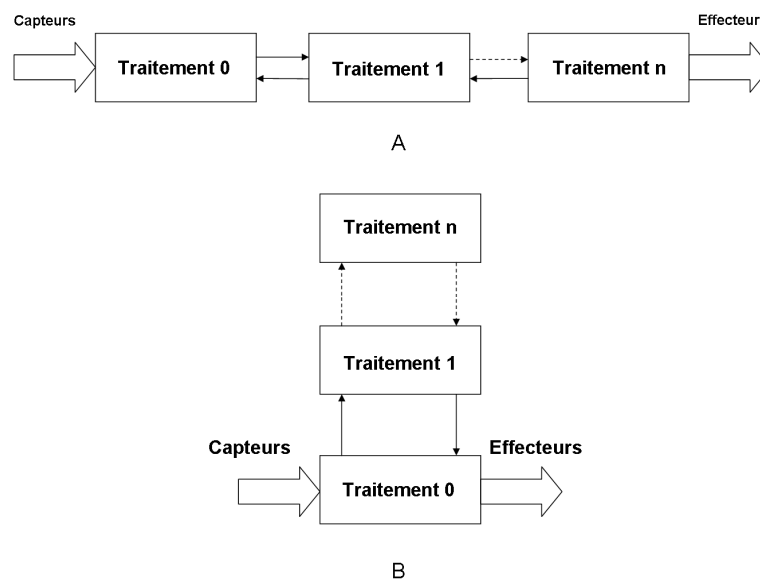 Capteurs
Effecteur
Traitement 0
Traitement 1
Traitement n
A
Traitement n
Traitement 1
Capteurs
Effecteurs
Traitement 0
B